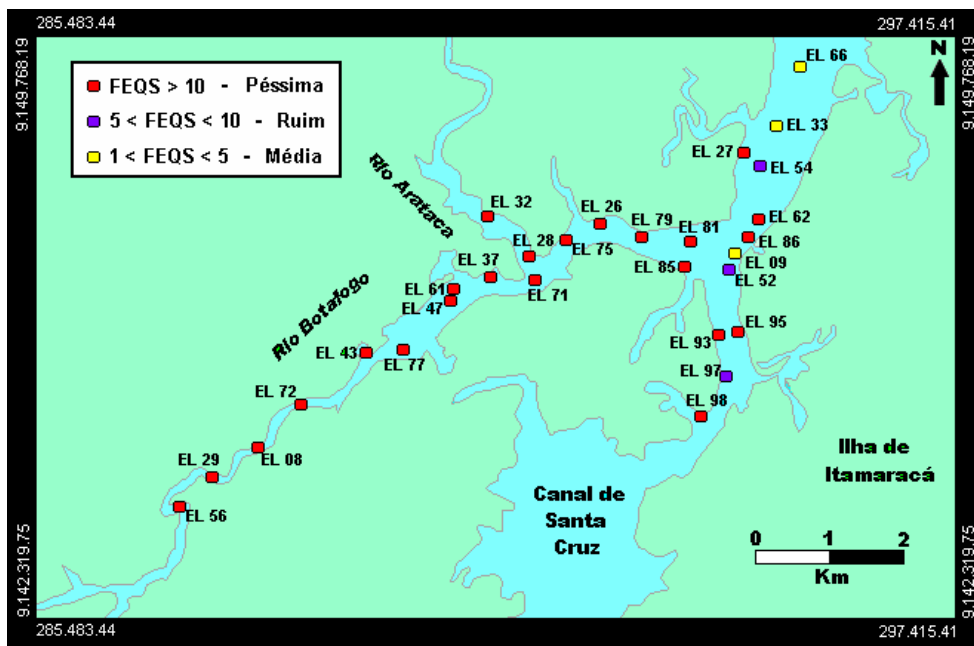 285.483.44
297.415.41
9.149.768.19
9.149.768.19
N
FEQS > 10 - Péssima
5 < FEQS < 10 - Ruim
1 < FEQS < 5 - Média
EL 66
EL 33
EL 27
EL 54
Río Arataca
EL 32
EL 26
EL 79
EL 81
EL 62
EL 86
EL 28
EL 75
EL 09
EL 37
EL 85
EL 52
EL 61
EL 71
EL 47
Río Botafogo
EL 95
EL 93
EL 43
EL 77
EL 97
EL 72
EL 98
EL 29
EL 08
EL 56
Ilha de
Itamaracá
Canal de
Santa
Cruz
0 1 2
Km
9.142.319.75
9.142.319.75
285.483.44
297.415.41